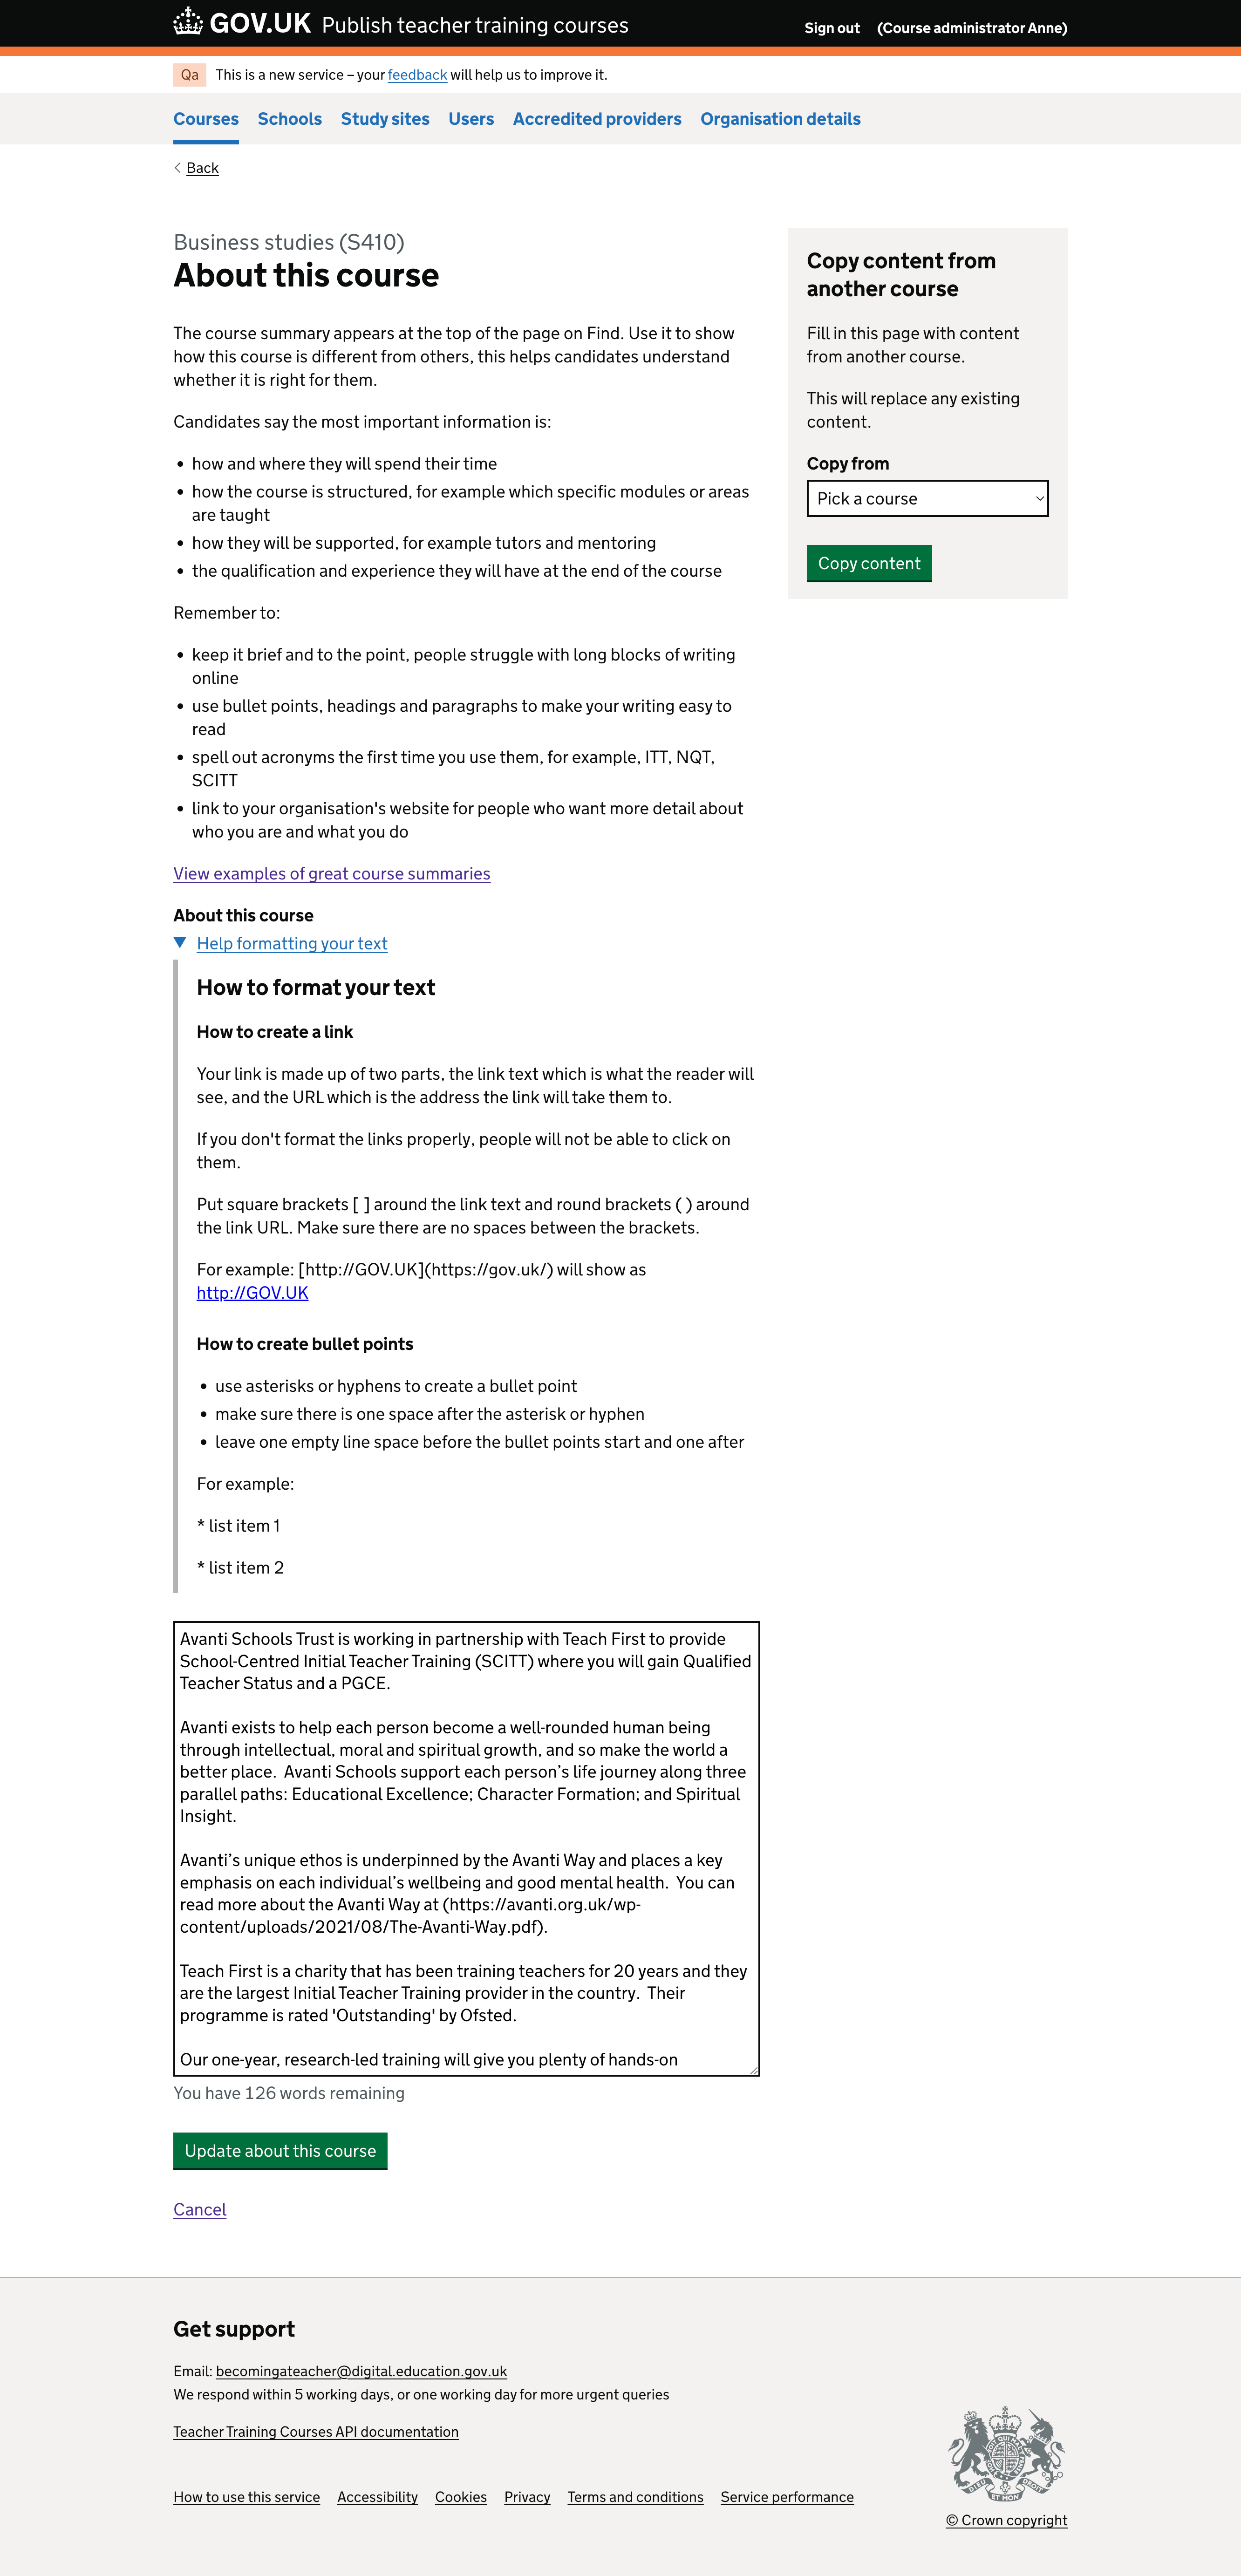 GOV.UK Publish teacher training courses
Sign out (Course administrator Anne)
Qa This is a new service – your feedback will help us to improve it.
Courses Schools Study sites Users Accredited providers Organisation details
Back
Business studies (S410)
About this course
The course summary appears at the top of the page on Find. Use it to show
how this course is different from others, this helps candidates understand
whether it is right for them.
Candidates say the most important information is:
• how and where they will spend their time
• how the course is structured, for example which specific modules or areas
are taught
• how they will be supported, for example tutors and mentoring
• the qualification and experience they will have at the end of the course
Remember to:
• keep it brief and to the point, people struggle with long blocks of writing
online
• use bullet points, headings and paragraphs to make your writing easy to
read
• spell out acronyms the first time you use them, for example, ITT, NQT,
SCITT
• link to your organisation's website for people who want more detail about
who you are and what you do
View examples of great course summaries
Copy content from
another course
Fill in this page with content
from another course.
This will replace any existing
content.
Copy from
Pick a course
Copy content
About this course
Help formatting your text
How to format your text
How to create a link
Your link is made up of two parts, the link text which is what the reader will
see, and the URL which is the address the link will take them to.
If you don't format the links properly, people will not be able to click on
them.
Put square brackets [ ] around the link text and round brackets ( ) around
the link URL. Make sure there are no spaces between the brackets.
For example: [http://GOV.UK](https://gov.uk/) will show as
http://GOV.UK
How to create bullet points
• use asterisks or hyphens to create a bullet point
• make sure there is one space after the asterisk or hyphen
• leave one empty line space before the bullet points start and one after
For example:
* list item 1
* list item 2
Avanti Schools Trust is working in partnership with Teach First to provide
School-Centred Initial Teacher Training (SCITT) where you will gain Qualified
Teacher Status and a PGCE.
Avanti exists to help each person become a well-rounded human being
through intellectual, moral and spiritual growth, and so make the world a
better place.  Avanti Schools support each person’s life journey along three
parallel paths: Educational Excellence; Character Formation; and Spiritual
Insight.
Avanti’s unique ethos is underpinned by the Avanti Way and places a key
emphasis on each individual’s wellbeing and good mental health.  You can
read more about the Avanti Way at (https://avanti.org.uk/wp-
content/uploads/2021/08/The-Avanti-Way.pdf).
Teach First is a charity that has been training teachers for 20 years and they
are the largest Initial Teacher Training provider in the country.  Their
programme is rated 'Outstanding' by Ofsted.
Our one-year, research-led training will give you plenty of hands-on
You have 126 words remaining
Update about this course
Cancel
Get support
Email: becomingateacher@digital.education.gov.uk
We respond within 5 working days, or one working day for more urgent queries
Teacher Training Courses API documentation
How to use this service Accessibility Cookies Privacy Terms and conditions Service performance
© Crown copyright